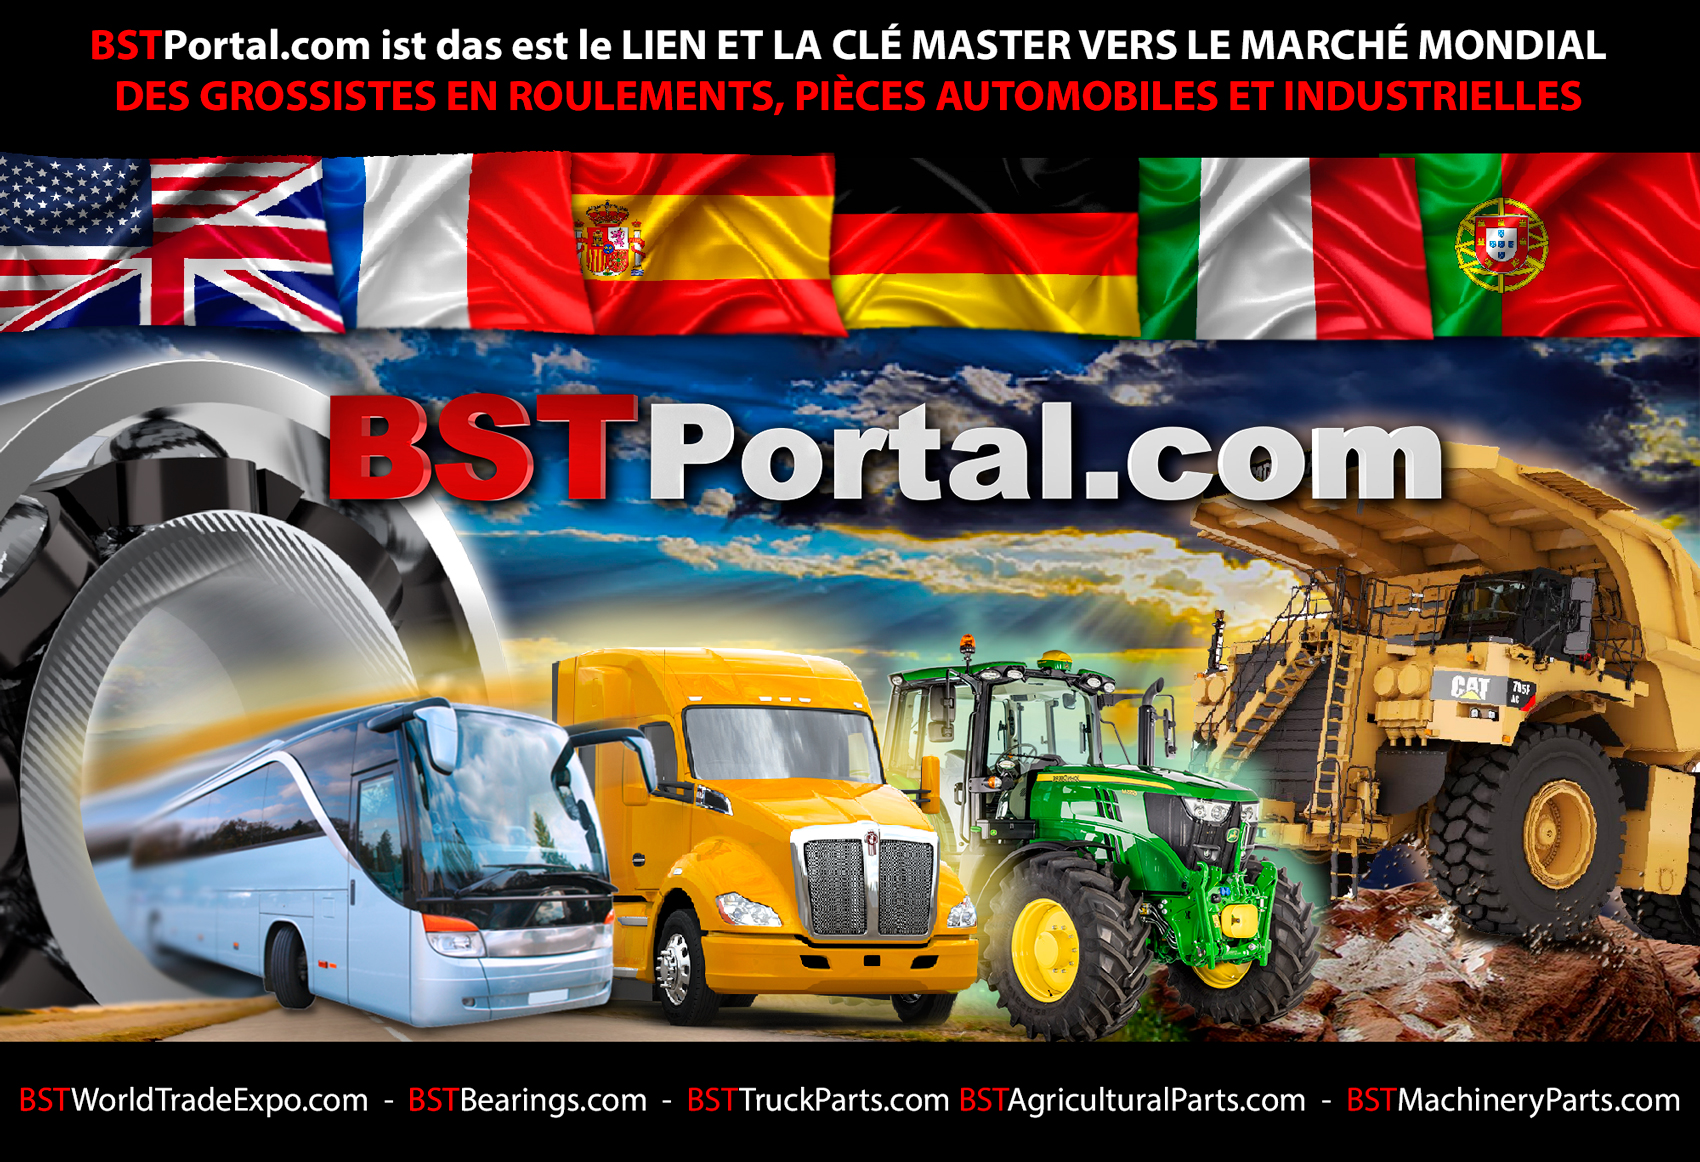 BSTPortal.com ist das est le LIEN ET LA CLÉ MASTER VERS LE MARCHÉ MONDIAL
DES GROSSISTES EN ROULEMENTS, PIÈCES AUTOMOBILES ET INDUSTRIELLES
BSTPortal.com
CAT
BSTWorldTradeExpo.com - BSTBearings.com - BSTTruckParts.com BSTAgriculturalParts.com - BSTMachineryParts.com